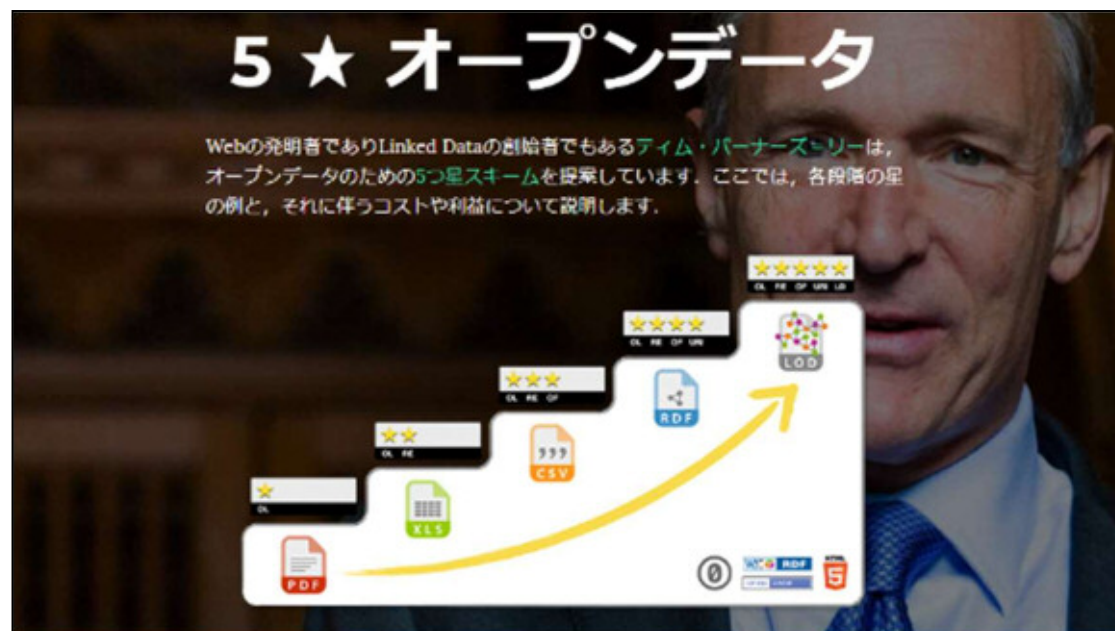 5 ★ オープンデータ
Webの発明者でありLinked Dataの創始者でもあるティム・バーナーズ＝リーは，
オープンデータのための5つ星スキームを提案しています．ここでは，各段階の星
の例と，それに伴うコストや利益について説明します．
★★★★★
OL RE OF URI LD
LOD
★★★★
OL RE OF URI
RDF
★★★
OL RE OF
CSV
★★
OL RE
XLS
★
OL
PDF
RDF
HTML
5